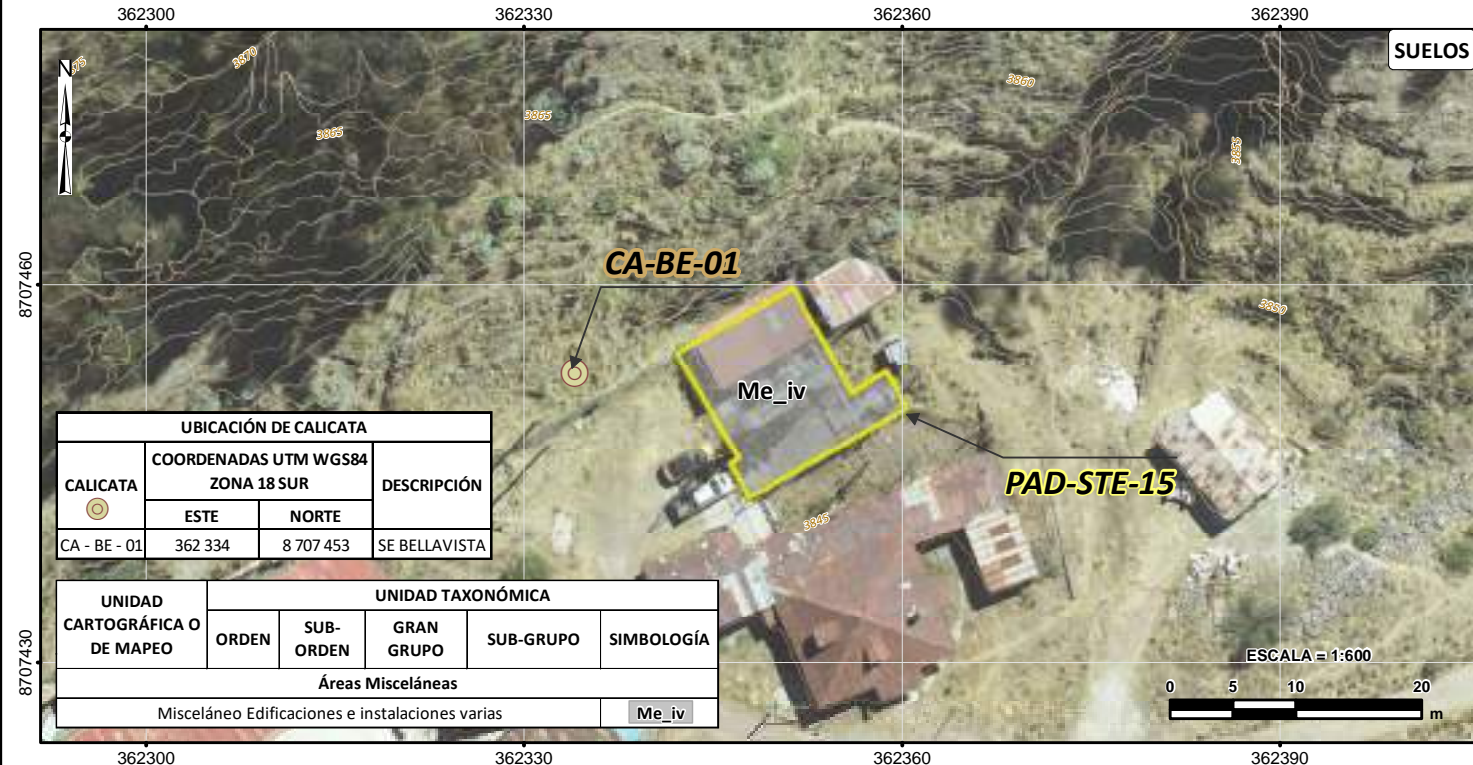 362300 362330 362360 362390
SUELOS
N
3875
3870
3865
3865
3860
3855
3850
8707460
CA-BE-01
Me_iv
PAD-STE-15
3845
UBICACIÓN DE CALICATA
CALICATA
COORDENADAS UTM WGS84
ZONA 18 SUR
DESCRIPCIÓN
ESTE NORTE
CA - BE - 01 362 334 8 707 453 SE BELLAVISTA
UNIDAD
CARTOGRÁFICA O
DE MAPEO
UNIDAD TAXONÓMICA
ORDEN
SUB-
ORDEN
GRAN
GRUPO
SUB-GRUPO
SIMBOLOGÍA
Áreas Misceláneas
Misceláneo Edificaciones e instalaciones varias Me_iv
8707430
ESCALA = 1:600
0 5 10 20
m
362300 362330 362360 362390